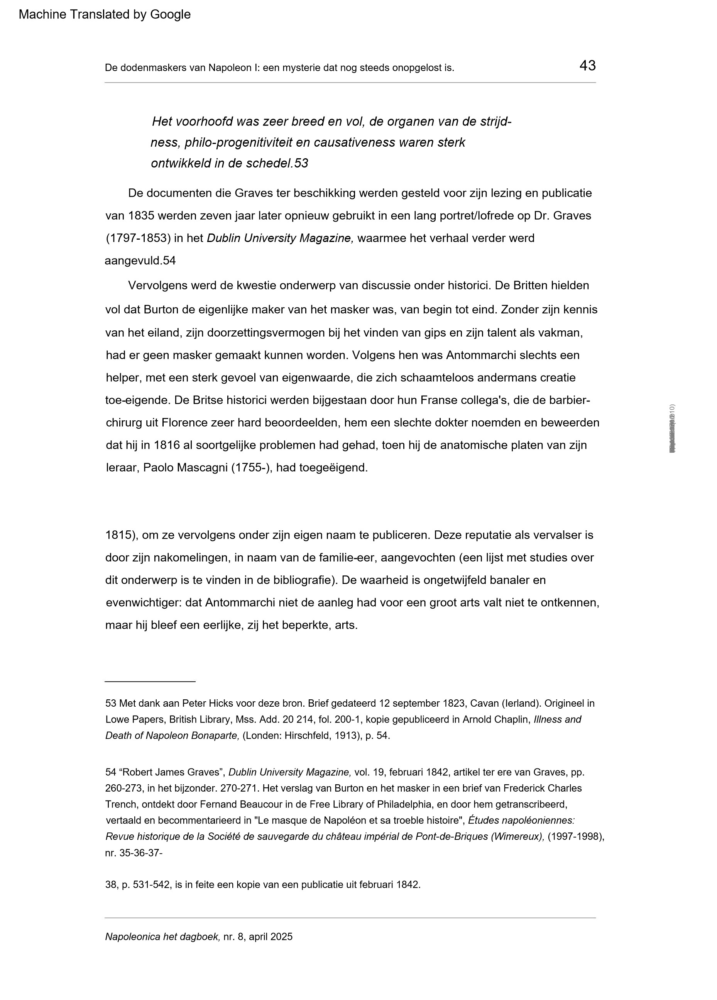 Machine Translated by Google
De dodenmaskers van Napoleon I: een mysterie dat nog steeds onopgelost is.
43
Het voorhoofd was zeer breed en vol, de organen van de strijd-
ness, philo-progenitiviteit en causativeness waren sterk
ontwikkeld in de schedel.53
De documenten die Graves ter beschikking werden gesteld voor zijn lezing en publicatie
van 1835 werden zeven jaar later opnieuw gebruikt in een lang portret/lofrede op Dr. Graves
(1797-1853) in het Dublin University Magazine, waarmee het verhaal verder werd
aangevuld.54
Vervolgens werd de kwestie onderwerp van discussie onder historici. De Britten hielden
vol dat Burton de eigenlijke maker van het masker was, van begin tot eind. Zonder zijn kennis
van het eiland, zijn doorzettingsvermogen bij het vinden van gips en zijn talent als vakman,
had er geen masker gemaakt kunnen worden. Volgens hen was Antommarchi slechts een
helper, met een sterk gevoel van eigenwaarde, die zich schaamteloos andermans creatie
toe-eigende. De Britse historici werden bijgestaan door hun Franse collega's, die de barbier-
chirurg uit Florence zeer hard beoordeelden, hem een slechte dokter noemden en beweerden
dat hij in 1816 al soortgelijke problemen had gehad, toen hij de anatomische platen van zijn
leraar, Paolo Mascagni (1755-), had toegeëigend.
1815), om ze vervolgens onder zijn eigen naam te publiceren. Deze reputatie als vervalser is
door zijn nakomelingen, in naam van de familie-eer, aangevochten (een lijst met studies over
dit onderwerp is te vinden in de bibliografie). De waarheid is ongetwijfeld banaler en
evenwichtiger: dat Antommarchi niet de aanleg had voor een groot arts valt niet te ontkennen,
maar hij bleef een eerlijke, zij het beperkte, arts.
53 Met dank aan Peter Hicks voor deze bron. Brief gedateerd 12 september 1823, Cavan (Ierland). Origineel in
Lowe Papers, British Library, Mss. Add. 20 214, fol. 200-1, kopie gepubliceerd in Arnold Chaplin, Illness and
Death of Napoleon Bonaparte, (Londen: Hirschfeld, 1913), p. 54.
54 “Robert James Graves”, Dublin University Magazine, vol. 19, februari 1842, artikel ter ere van Graves, pp.
260-273, in het bijzonder. 270-271. Het verslag van Burton en het masker in een brief van Frederick Charles
Trench, ontdekt door Fernand Beaucour in de Free Library of Philadelphia, en door hem getranscribeerd,
vertaald en becommentarieerd in "Le masque de Napoléon et sa troeble histoire", Études napoléoniennes:
Revue historique de la Société de sauvegarde du château impérial de Pont-de-Briques (Wimereux), (1997-1998),
nr. 35-36-37-
38, p. 531-542, is in feite een kopie van een publicatie uit februari 1842.
Napoleonica het dagboek, nr. 8, april 2025